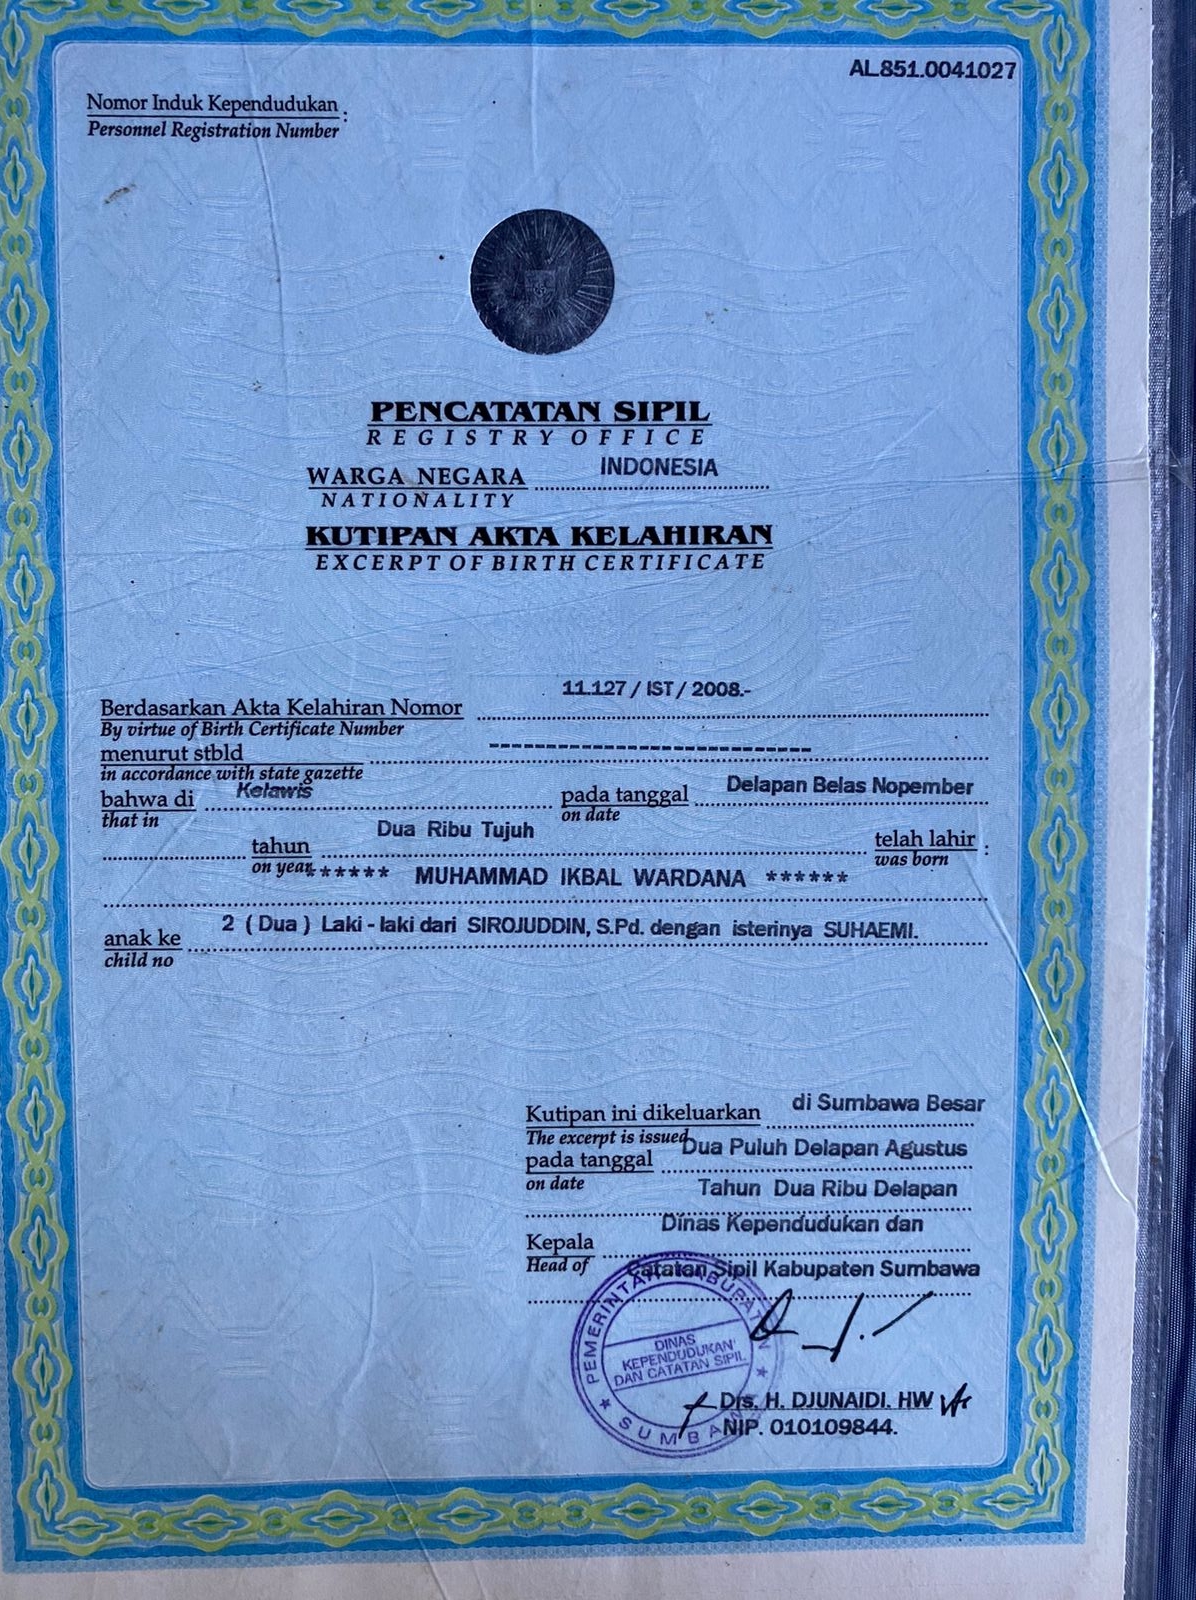 AL.851.0041027
Nomor Induk Kependudukan :
Personnel Registration Number
PENCATATAN SIPIL
REGISTRY OFFICE
WARGA NEGARA INDONESIA
NATIONALITY
KUTIPAN AKTA KELAHIRAN
EXCERPT OF BIRTH CERTIFICATE
Berdasarkan Akta Kelahiran Nomor 11.127 / IST / 2008.-
By virtue of Birth Certificate Number
menurut stbld ----------------------------
in accordance with state gazette
bahwa di Kelawis pada tanggal Delapan Belas Nopember
that in on date
tahun Dua Ribu Tujuh telah lahir :
on year was born
****** MUHAMMAD IKBAL WARDANA ******
anak ke 2 ( Dua ) Laki - laki dari SIROJUDDIN, S.Pd. dengan isterinya SUHAEMI.
child no
Kutipan ini dikeluarkan di Sumbawa Besar
The excerpt is issued
pada tanggal Dua Puluh Delapan Agustus
on date
Tahun Dua Ribu Delapan
Kepala Dinas Kependudukan dan
Head of Catatan Sipil Kabupaten Sumbawa
PEMERINTAH KABUPATEN
DINAS
KEPENDUDUKAN
DAN CATATAN SIPIL
SUMBAWA
Drs. H. DJUNAIDI. HW
NIP. 010109844.